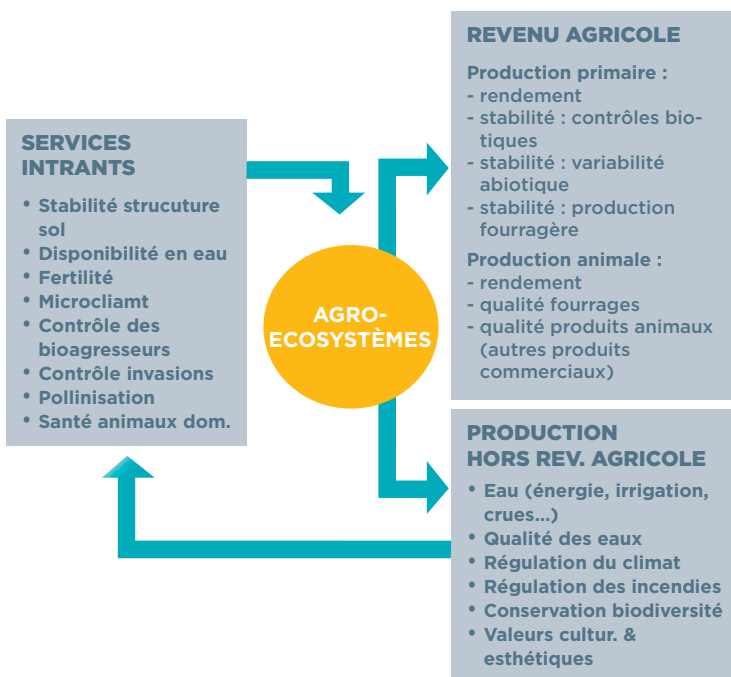 SERVICES
INTRANTS
• Stabilité strucuture
sol
• Disponibilité en eau
• Fertilité
• Microcliamt
• Contrôle des
bioagresseurs
• Contrôle invasions
• Pollinisation
• Santé animaux dom.
AGRO-
ECOSYSTÈMES
REVENU AGRICOLE
Production primaire :
- rendement
- stabilité : contrôles bio-
tiques
- stabilité : variabilité
abiotique
- stabilité : production
fourragère
Production animale :
- rendement
- qualité fourrages
- qualité produits animaux
(autres produits
commerciaux)
PRODUCTION
HORS REV. AGRICOLE
• Eau (énergie, irrigation,
crues...)
• Qualité des eaux
• Régulation du climat
• Régulation des incendies
• Conservation biodiversité
• Valeurs cultur. &
esthétiques